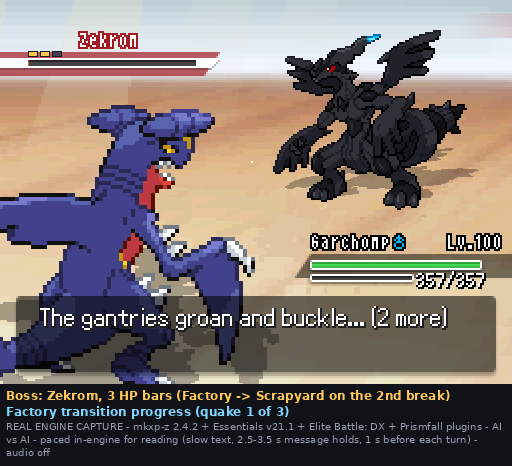 Zekrom
Garchomp Lv.100
357/357
The gantries groan and buckle... (2 more)
Boss: Zekrom, 3 HP bars (Factory -> Scrapyard on the 2nd break)
Factory transition progress (quake 1 of 3)
REAL ENGINE CAPTURE - mkxp-z 2.4.2 + Essentials v21.1 + Elite Battle: DX + Prismfall plugins - AI
vs AI - paced in-engine for reading (slow text, 2.5-3.5 s message holds, 1 s before each turn) -
audio off